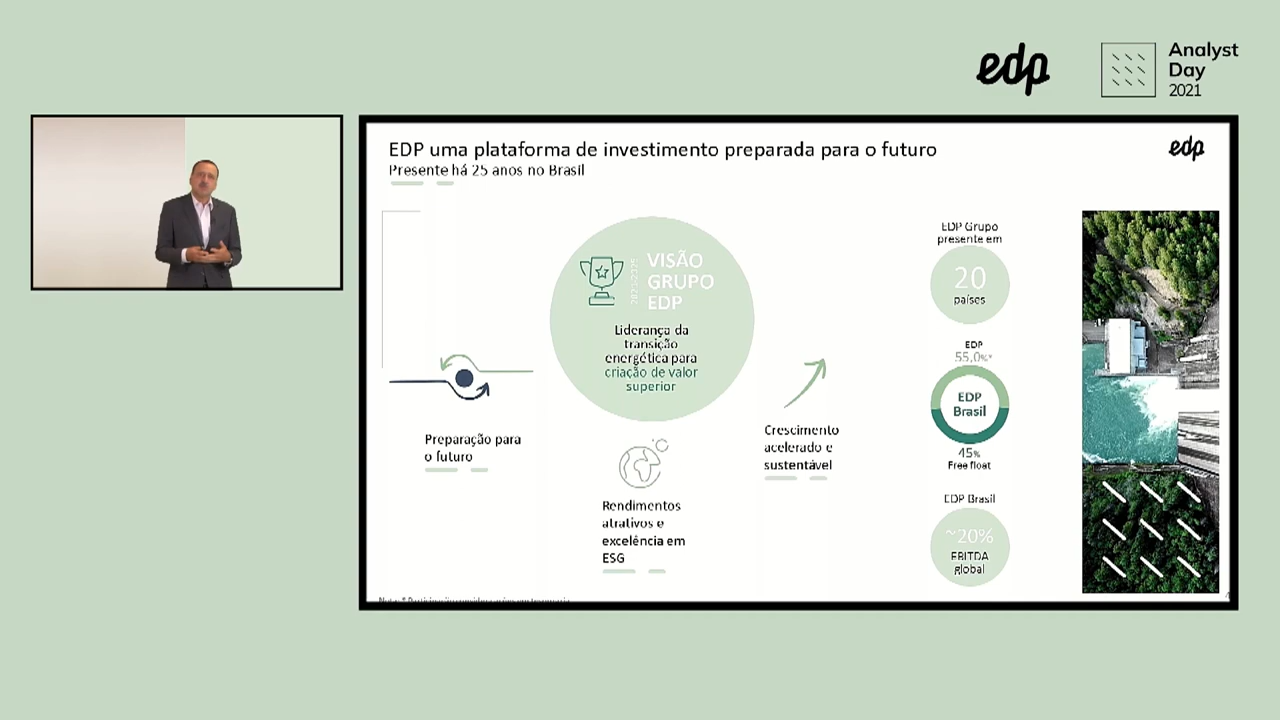 edp
Analyst
Day
2021
EDP uma plataforma de investimento preparada para o futuro
Presente há 25 anos no Brasil
edp
VISÃO
GRUPO
EDP
Liderança da
transição
energética para
criação de valor
superior
Preparação para
o futuro
Rendimentos
atrativos e
excelência em
ESG
Crescimento
acelerado e
sustentável
EDP Grupo
presente em
20
países
EDP
55,0%*
EDP
Brasil
45%
Free float
EDP Brasil
~20%
EBITDA
global